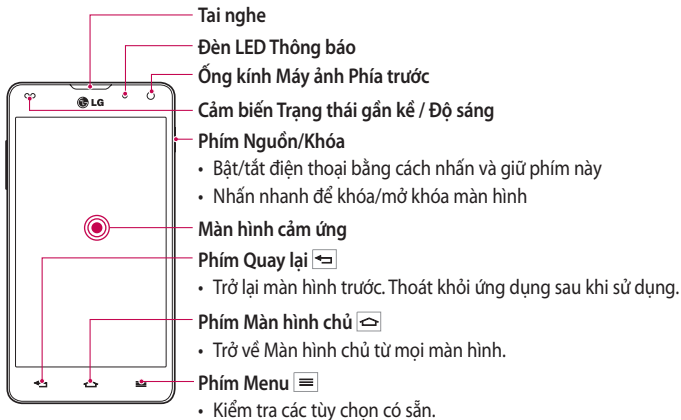 Tai nghe
Đèn LED Thông báo
Ống kính Máy ảnh Phía trước
LG
Cảm biến Trạng thái gần kề / Độ sáng
Phím Nguồn/Khóa
• Bật/tắt điện thoại bằng cách nhấn và giữ phím này
• Nhấn nhanh để khóa/mở khóa màn hình
Màn hình cảm ứng
Phím Quay lại
• Trở lại màn hình trước. Thoát khỏi ứng dụng sau khi sử dụng.
Phím Màn hình chủ
• Trở về Màn hình chủ từ mọi màn hình.
Phím Menu
• Kiểm tra các tùy chọn có sẵn.